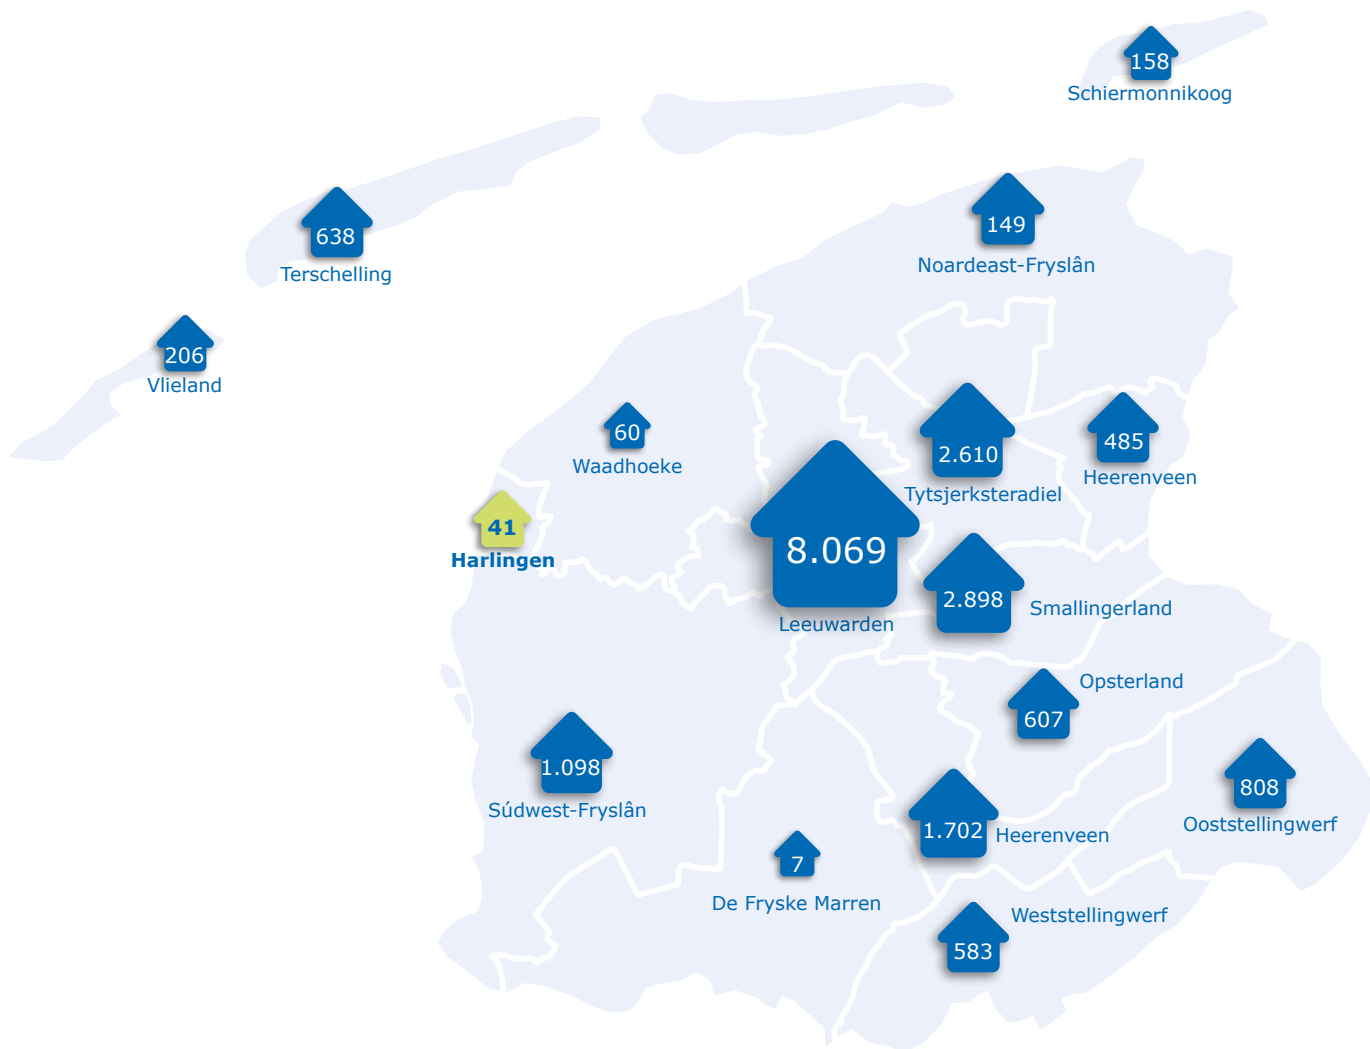 158
Schiermonnikoog
638
Terschelling
149
Noardeast-Fryslân
206
Vlieland
60
Waadhoeke
2.610
Tytsjerksteradiel
485
Heerenveen
41
Harlingen
8.069
Leeuwarden
2.898
Smallingerland
Opsterland
607
1.098
Súdwest-Fryslân
808
Ooststellingwerf
1.702
Heerenveen
7
De Fryske Marren
Weststellingwerf
583